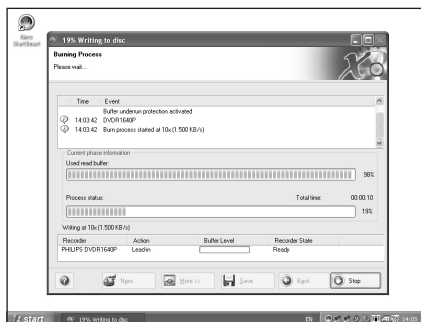 Nero
StartSmart
19% Writing to disc
Burning Process
Please wait...
Time Event
Buffer underrun protection activated
14:03:42 DVDR1640P
14:03:42 Burn process started at 10x (1.500 KB/s)
Current phase information
Used read buffer:
98%
Process status: Total time: 00:00:10
19%
Writing at 10x (1.500 KB/s)
Recorder Action Buffer Level Recorder State
PHILIPS DVDR1640P Lead-in Ready
Nero More >> Save Back Stop
start 19% Writing to disc EN 14:03